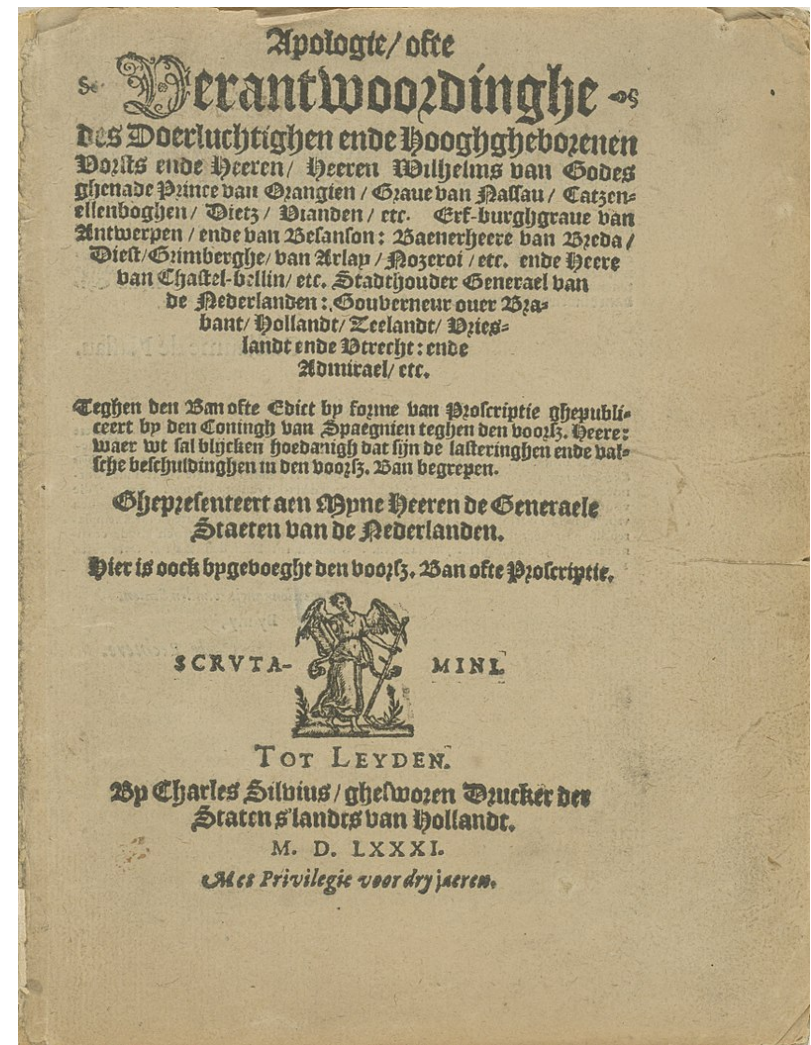 Apologie/ ofte
Verantwoordinghe
des Doerluchtighen ende Hooghgheborenen
Vorsts ende Heeren/ Heeren Wilhelms van Godes
ghenade Prince van Orangien / Graue van Nassau / Catzen-
ellenboghen / Dietz / Vianden / etc. Erf-burghgraue van
Antwerpen / ende van Besanson: Baenerheere van Breda /
Diest/Grimberghe/ van Arlay / Nozeroi / etc. ende Heere
van Chastel-bellin/ etc. Stadthouder Generael van
de Nederlanden: Gouverneur ouer Bra-
bant/ Hollandt/ Zeelandt/ Vries-
landt ende Vtrecht: ende
Admirael/ etc.
Teghen den Ban ofte Edict by forme van Proscriptie ghepubli-
ceert by den Coningh van Spaegnien teghen den voorsz. Heere:
waer wt sal blijcken hoedanigh dat sijn de lasteringhen ende val-
sche beschuldinghen in den voorsz. Ban begrepen.
Ghepresenteert aen Myne Heeren de Generaele
Staeten van de Nederlanden.
Hier is oock bygevoeght den voorsz. Ban ofte Proscriptie.
SCRVTA- MINI.
TOT LEYDEN.
By Charles Silvius / ghesworen Drucker der
Staten s'landts van Hollandt.
M. D. LXXXI.
Met Privilegie voor dry jaeren.